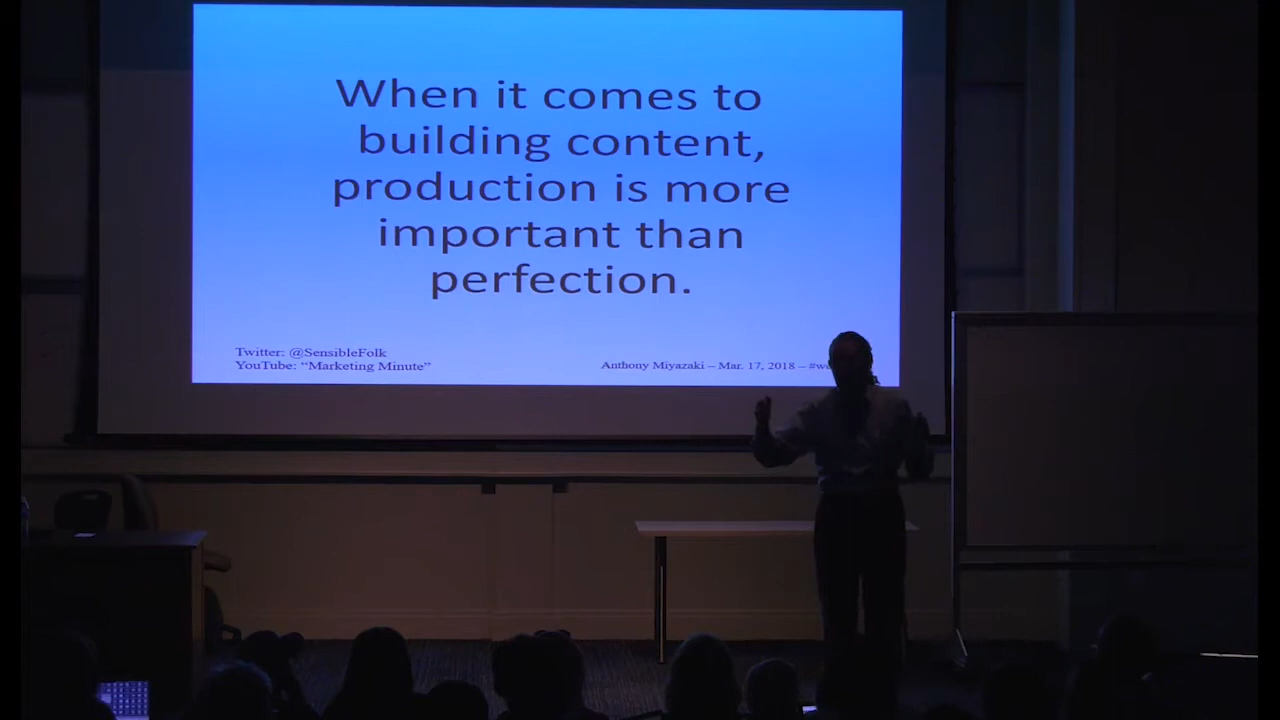 When it comes to
building content,
production is more
important than
perfection.
Twitter: @SensibleFolk
YouTube: “Marketing Minute”
Anthony Miyazaki – Mar. 17, 2018 –